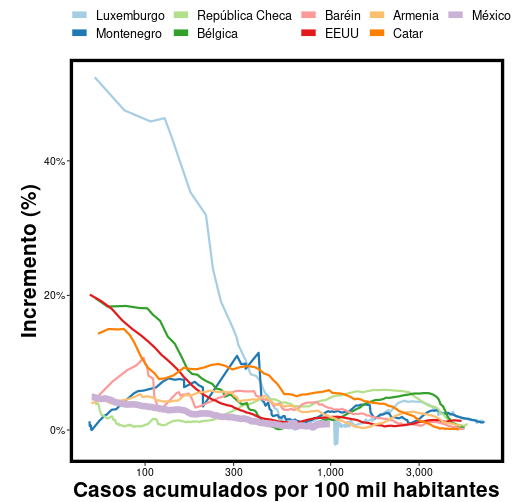 Luxemburgo República Checa Baréin Armenia México
Montenegro Bélgica EEUU Catar
Incremento (%)
40%
20%
0%
100 300 1,000 3,000
Casos acumulados por 100 mil habitantes